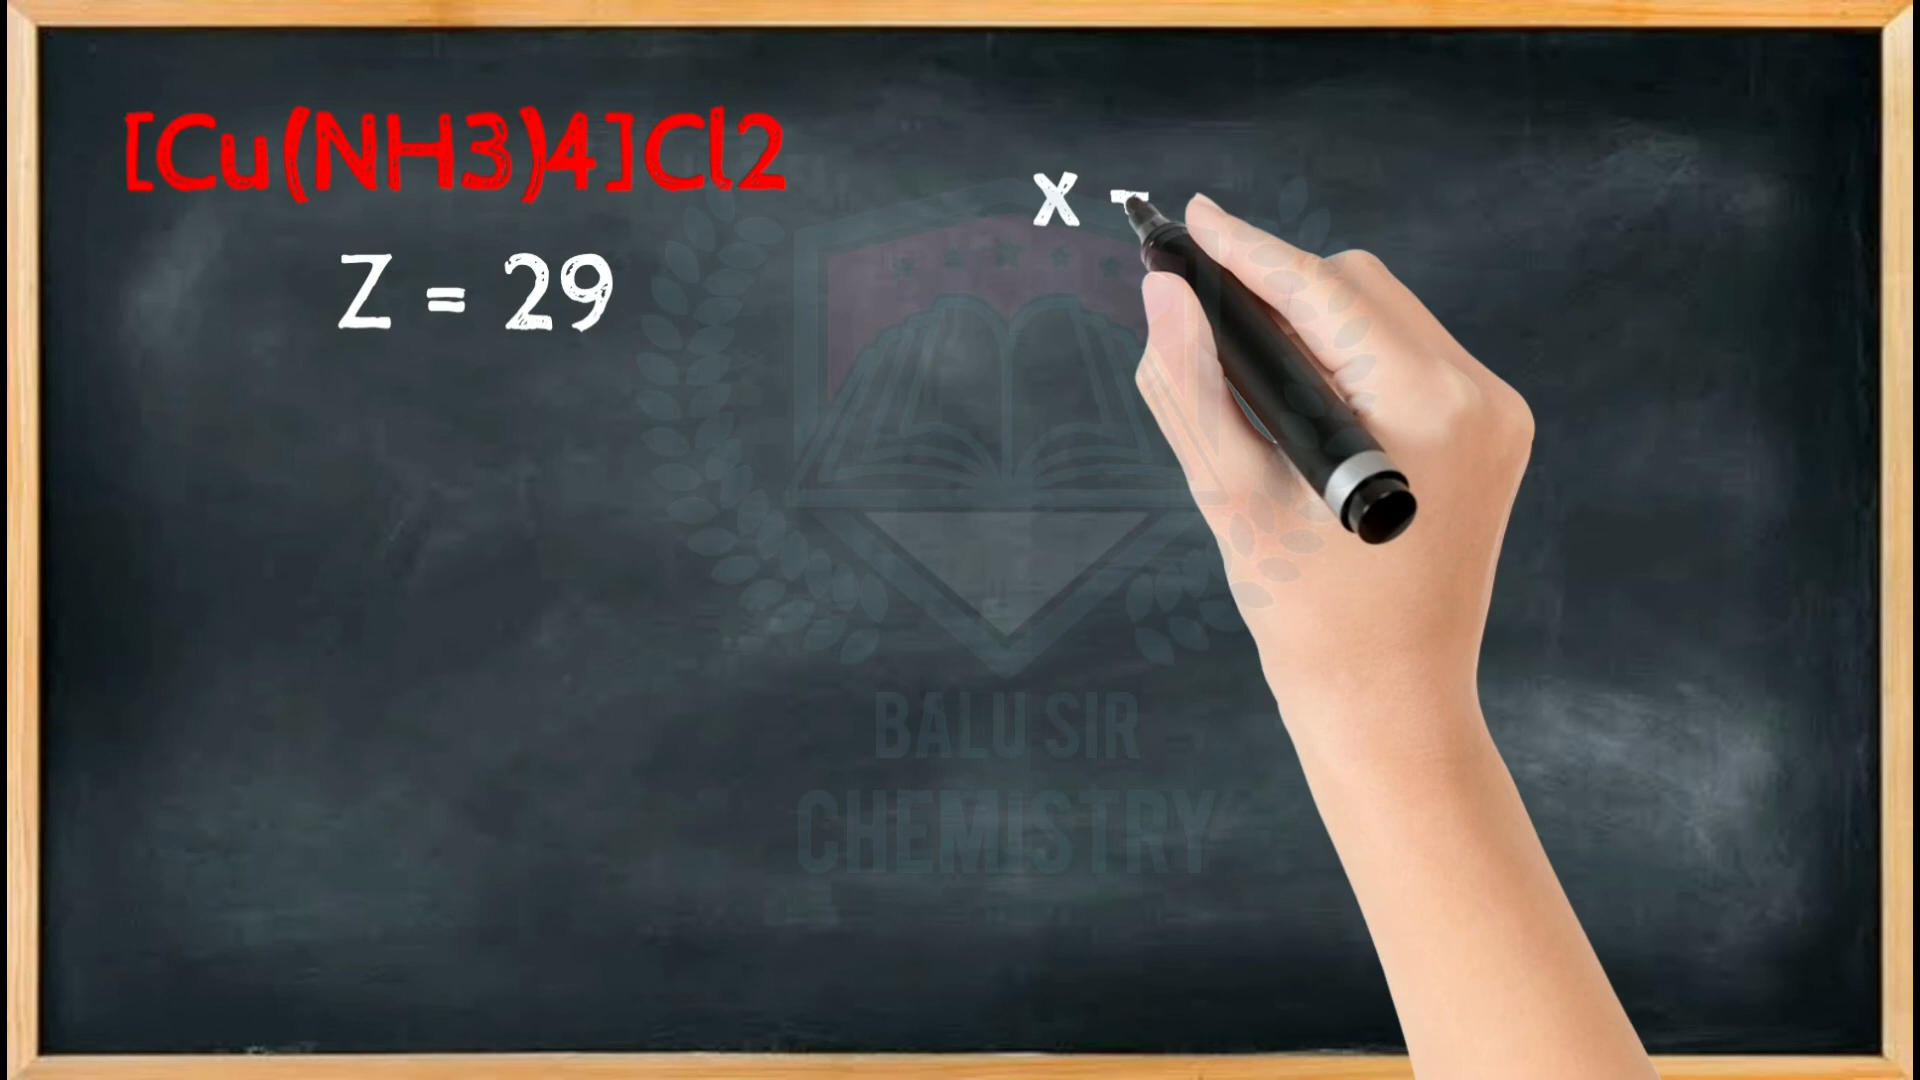 [Cu(NH3)4]Cl2
Z = 29
x
BALU SIR
CHEMISTRY